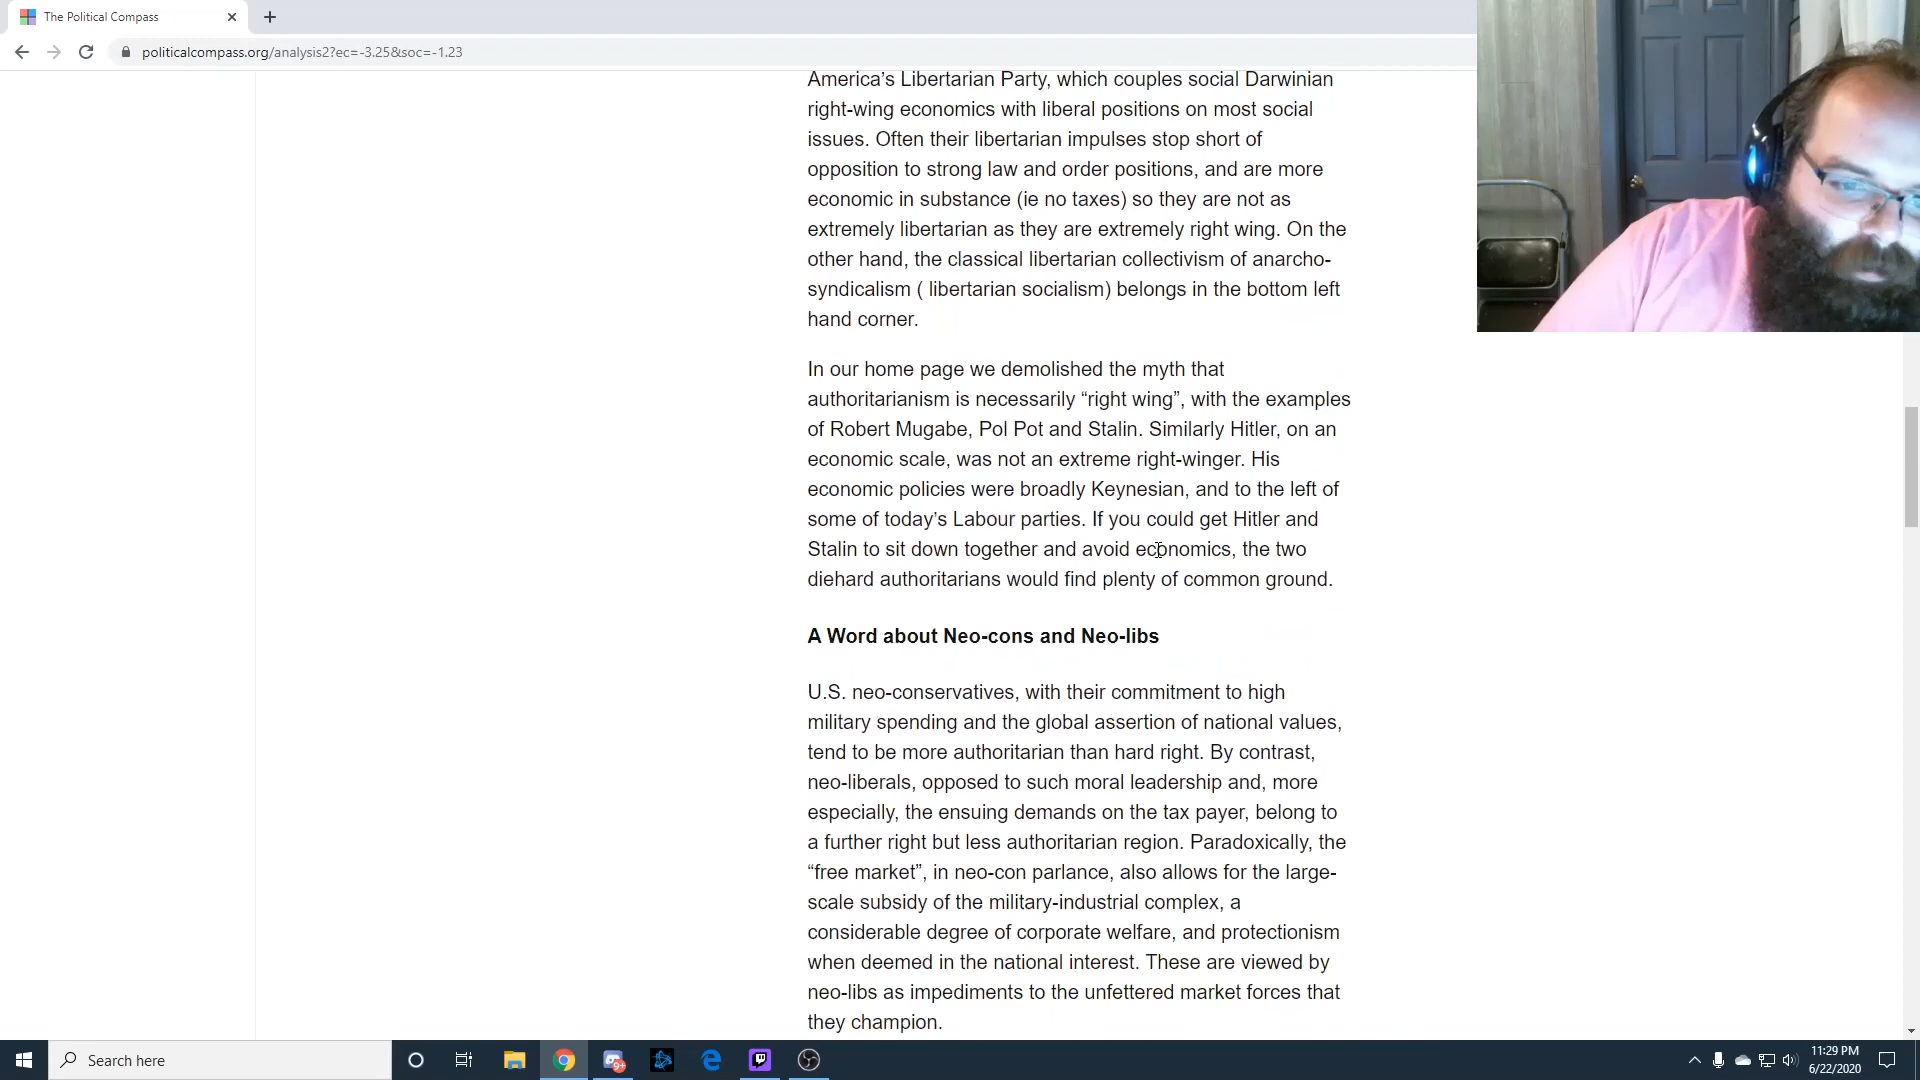 The Political Compass
politicalcompass.org/analysis2?ec=-3.25&soc=-1.23
America's Libertarian Party, which couples social Darwinian
right-wing economics with liberal positions on most social
issues. Often their libertarian impulses stop short of
opposition to strong law and order positions, and are more
economic in substance (ie no taxes) so they are not as
extremely libertarian as they are extremely right wing. On the
other hand, the classical libertarian collectivism of anarcho-
syndicalism ( libertarian socialism) belongs in the bottom left
hand corner.
In our home page we demolished the myth that
authoritarianism is necessarily “right wing”, with the examples
of Robert Mugabe, Pol Pot and Stalin. Similarly Hitler, on an
economic scale, was not an extreme right-winger. His
economic policies were broadly Keynesian, and to the left of
some of today’s Labour parties. If you could get Hitler and
Stalin to sit down together and avoid economics, the two
diehard authoritarians would find plenty of common ground.
A Word about Neo-cons and Neo-libs
U.S. neo-conservatives, with their commitment to high
military spending and the global assertion of national values,
tend to be more authoritarian than hard right. By contrast,
neo-liberals, opposed to such moral leadership and, more
especially, the ensuing demands on the tax payer, belong to
a further right but less authoritarian region. Paradoxically, the
“free market”, in neo-con parlance, also allows for the large-
scale subsidy of the military-industrial complex, a
considerable degree of corporate welfare, and protectionism
when deemed in the national interest. These are viewed by
neo-libs as impediments to the unfettered market forces that
they champion.
Search here
9+
11:29 PM
6/22/2020